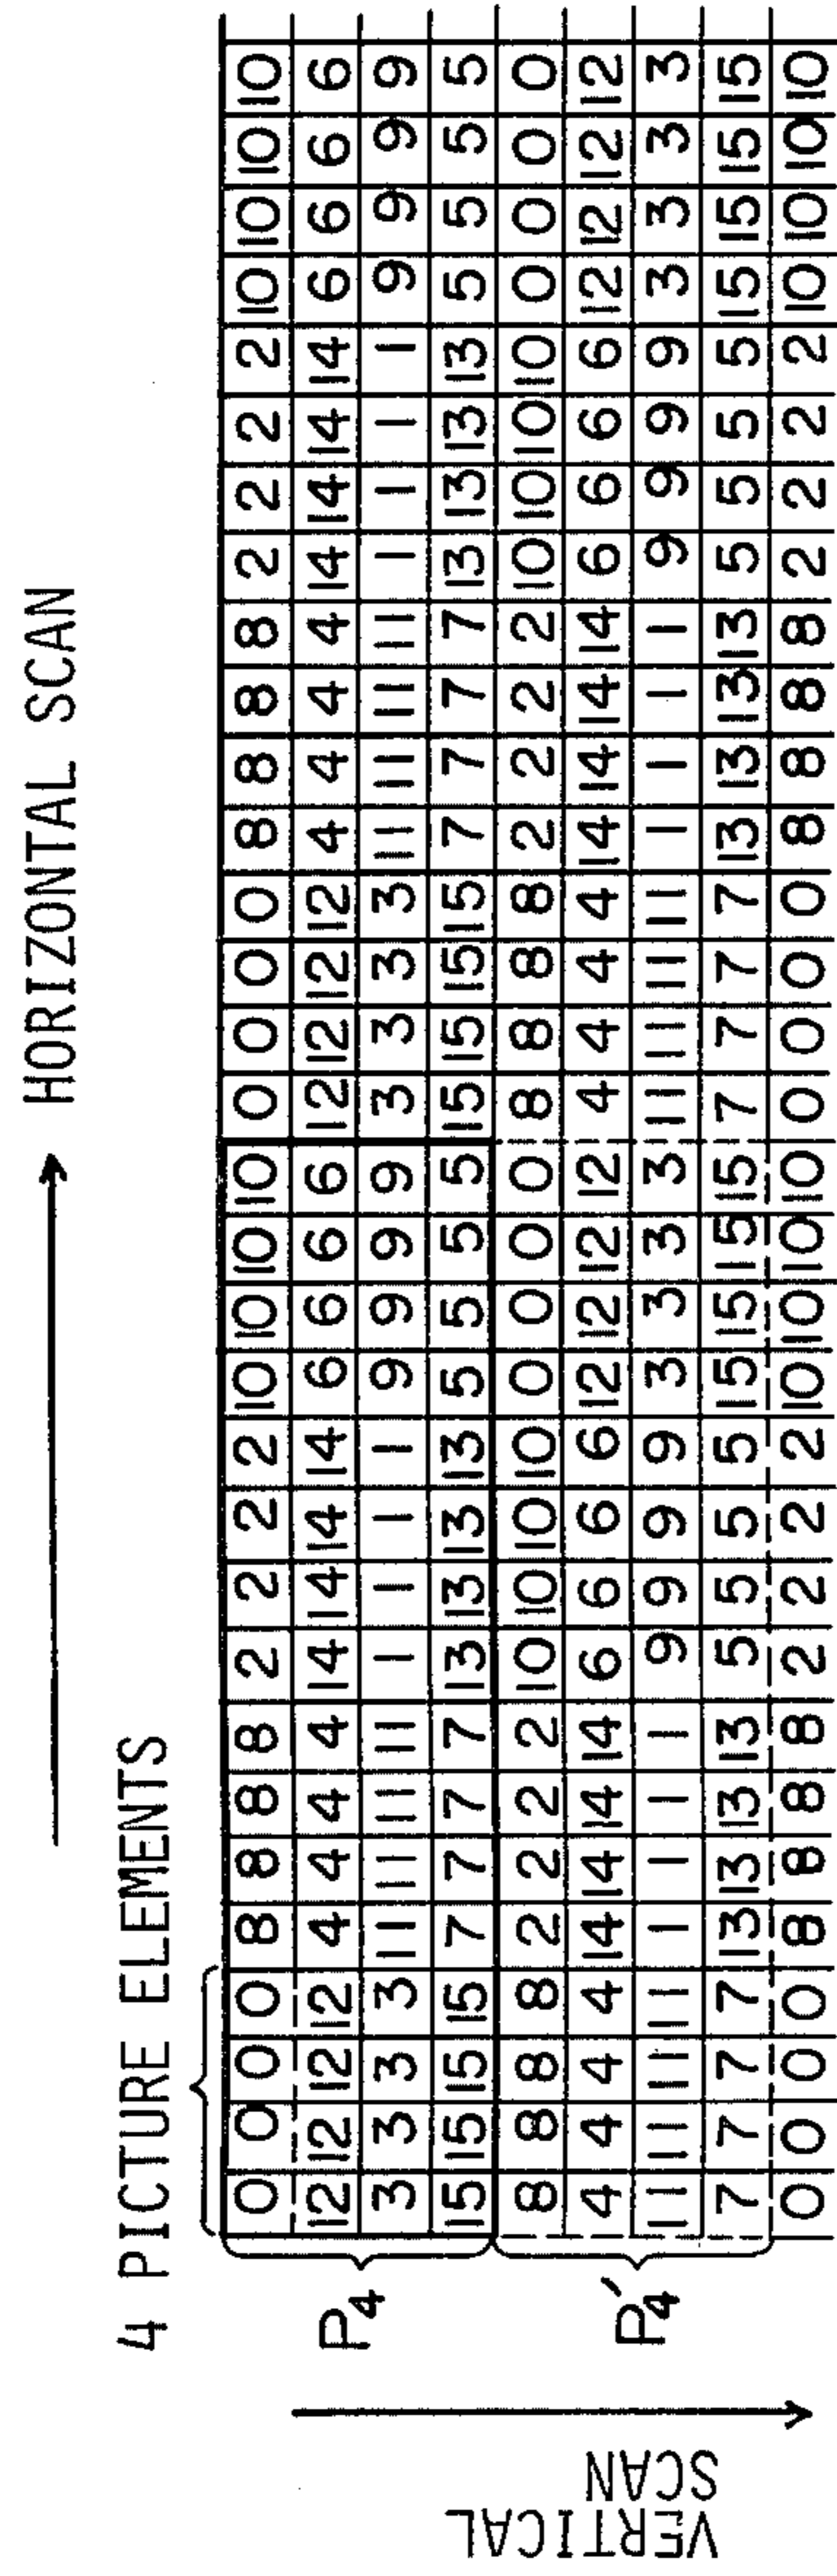 HORIZONTAL SCAN
4 PICTURE ELEMENTS
VERTICAL
SCAN
P4
P4'
0 0 0 0 8 8 8 8 2 2 2 2 10 10 10 10 0 0 0 0 8 8 8 8 2 2 2 2 10 10 10 10
12 12 12 12 4 4 4 4 14 14 14 14 6 6 6 6 12 12 12 12 4 4 4 4 14 14 14 14 6 6 6 6
3 3 3 3 11 11 11 11 1 1 1 1 9 9 9 9 3 3 3 3 11 11 11 11 1 1 1 1 9 9 9 9
15 15 15 15 7 7 7 7 13 13 13 13 5 5 5 5 15 15 15 15 7 7 7 7 13 13 13 13 5 5 5 5
8 8 8 8 2 2 2 2 10 10 10 10 0 0 0 0 8 8 8 8 2 2 2 2 10 10 10 10 0 0 0 0
4 4 4 4 14 14 14 14 6 6 6 6 12 12 12 12 4 4 4 4 14 14 14 14 6 6 6 6 12 12 12 12
11 11 11 11 1 1 1 1 9 9 9 9 3 3 3 3 11 11 11 11 1 1 1 1 9 9 9 9 3 3 3 3
7 7 7 7 13 13 13 13 5 5 5 5 15 15 15 15 7 7 7 7 13 13 13 13 5 5 5 5 15 15 15 15
0 0 0 0 8 8 8 8 2 2 2 2 10 10 10 10 0 0 0 0 8 8 8 8 2 2 2 2 10 10 10 10